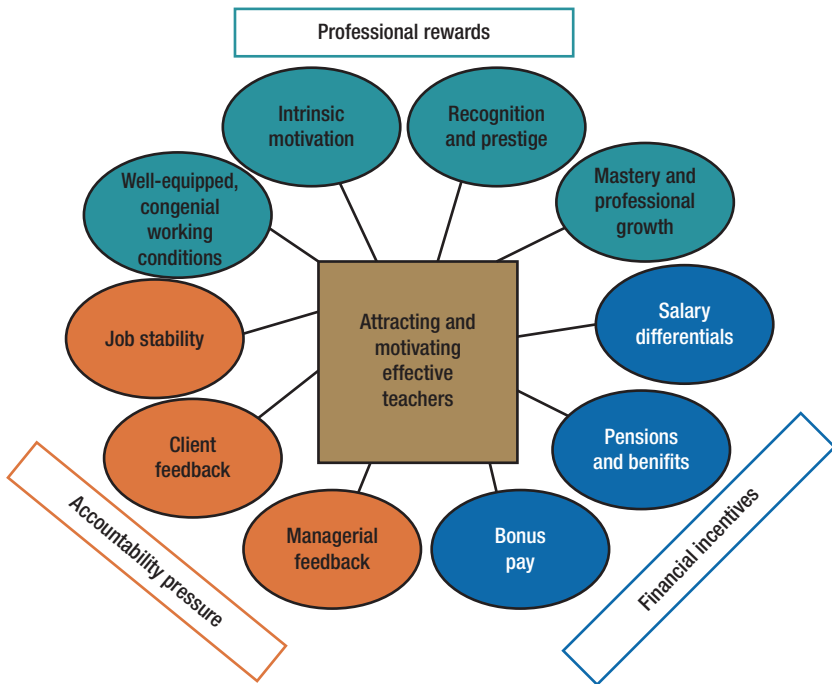 Professional rewards
Intrinsic
motivation
Recognition
and prestige
Well-equipped,
congenial
working
conditions
Mastery and
professional
growth
Attracting and
motivating
effective
teachers
Job stability
Salary
differentials
Client
feedback
Pensions
and benifits
Managerial
feedback
Bonus
pay
Accountability pressure
Financial incentives